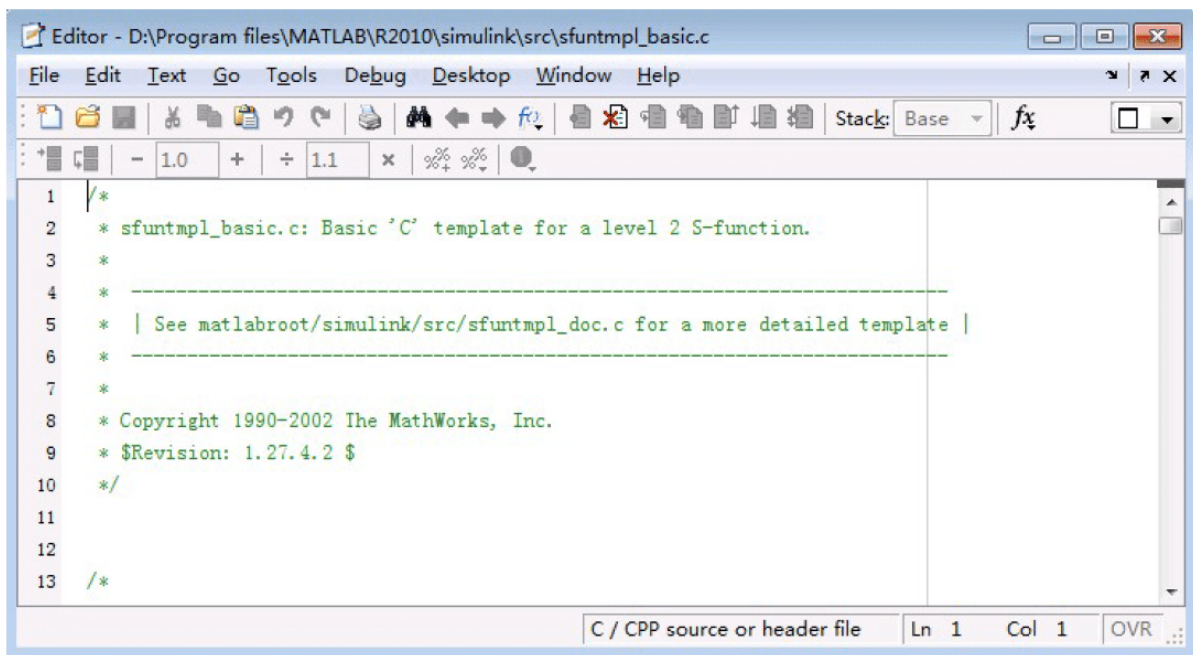 Editor - D:\Program files\MATLAB\R2010\simulink\src\sfuntmpl_basic.c
File Edit Text Go Tools Debug Desktop Window Help
Stack: Base fx
- 1.0 + ÷ 1.1 ×
1 /*
2 * sfuntmpl_basic.c: Basic 'C' template for a level 2 S-function.
3 *
4 * -------------------------------------------------------------------------
5 * | See matlabroot/simulink/src/sfuntmpl_doc.c for a more detailed template |
6 * -------------------------------------------------------------------------
7 *
8 * Copyright 1990-2002 The MathWorks, Inc.
9 * $Revision: 1.27.4.2 $
10 */
11
12
13 /*
C / CPP source or header file Ln 1 Col 1 OVR